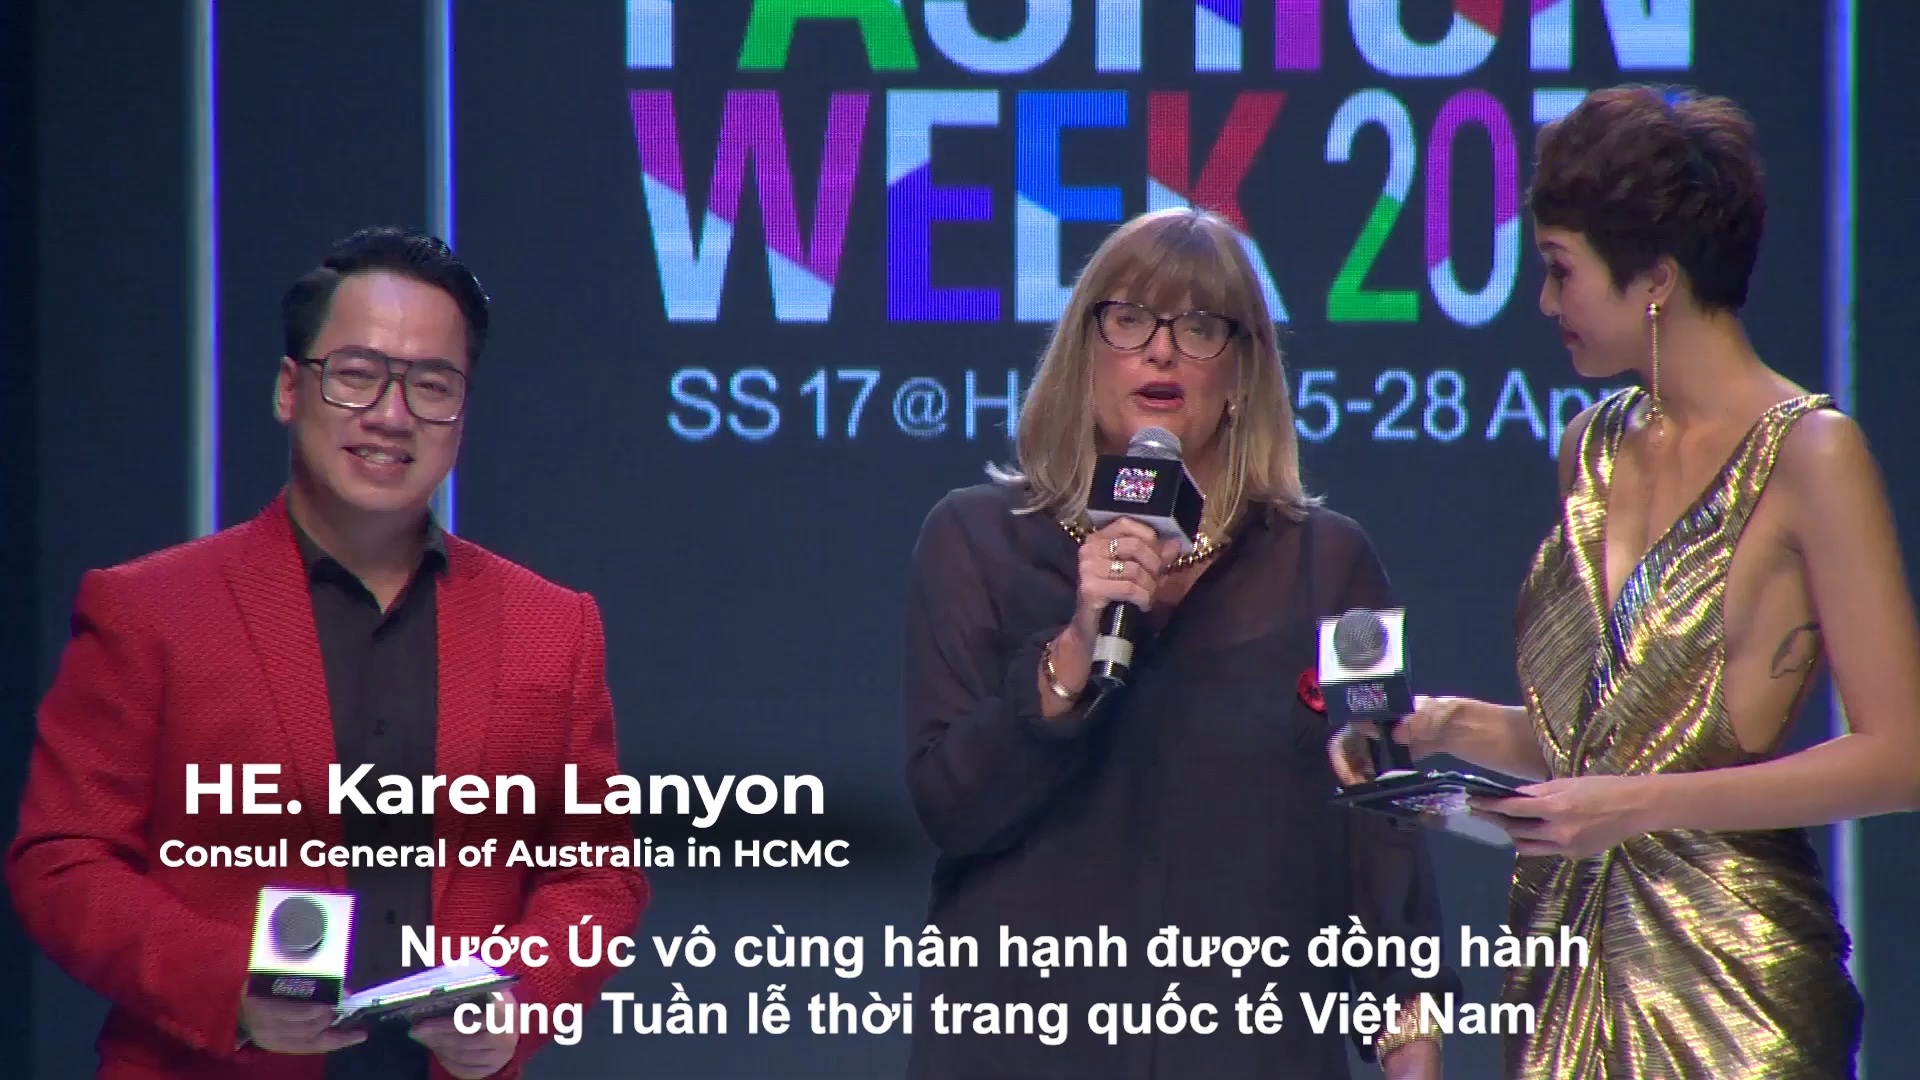 FASHION
WEEK 20
SS 17 @ H 5-28 Ap
HE. Karen Lanyon
Consul General of Australia in HCMC
Nước Úc vô cùng hân hạnh được đồng hành
cùng Tuần lễ thời trang quốc tế Việt Nam